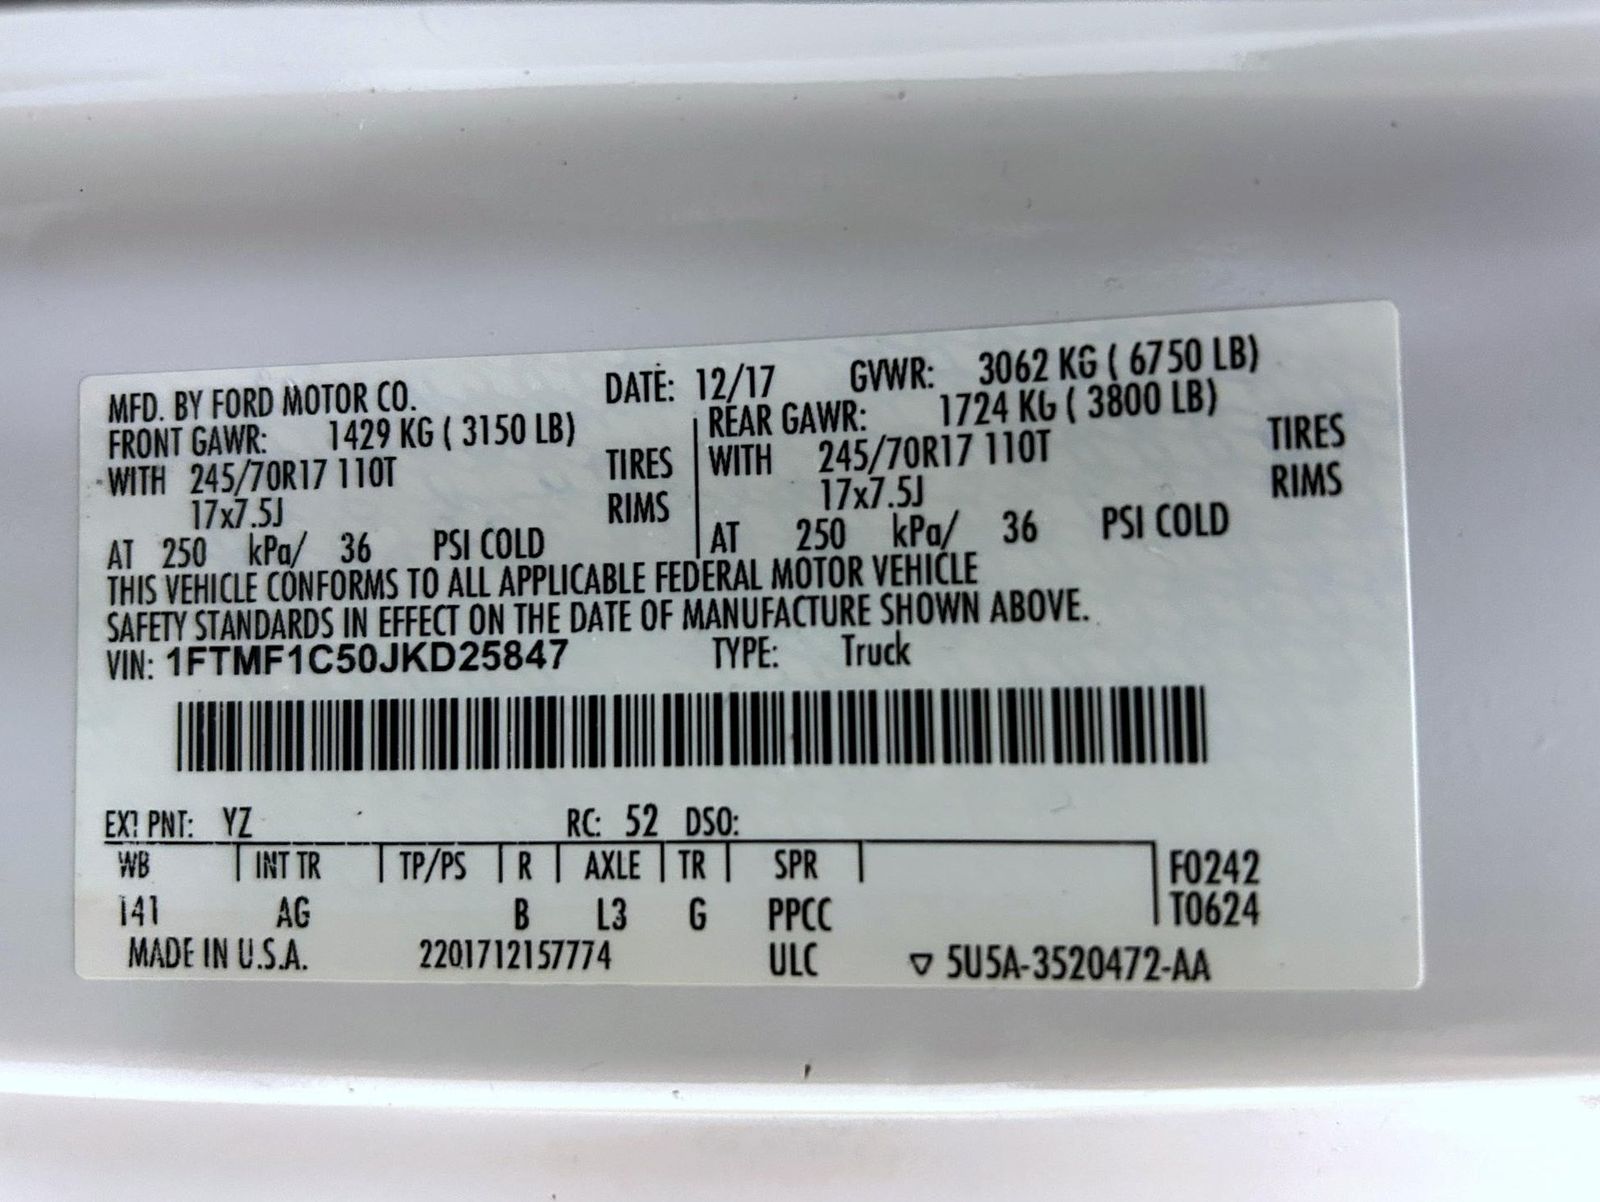 MFD. BY FORD MOTOR CO. DATE: 12/17 GVWR: 3062 KG ( 6750 LB)
FRONT GAWR: 1429 KG ( 3150 LB) REAR GAWR: 1724 KG ( 3800 LB)
WITH 245/70R17 110T TIRES WITH 245/70R17 110T TIRES
17x7.5J RIMS 17x7.5J RIMS
AT 250 kPa/ 36 PSI COLD AT 250 kPa/ 36 PSI COLD
THIS VEHICLE CONFORMS TO ALL APPLICABLE FEDERAL MOTOR VEHICLE
SAFETY STANDARDS IN EFFECT ON THE DATE OF MANUFACTURE SHOWN ABOVE.
VIN: 1FTMF1C50JKD25847 TYPE: Truck
EXT PNT: YZ RC: 52 DSO:
WB INT TR TP/PS R AXLE TR SPR F0242
141 AG B L3 G PPCC T0624
MADE IN U.S.A. 2201712157774 ULC ▽ 5U5A-3520472-AA